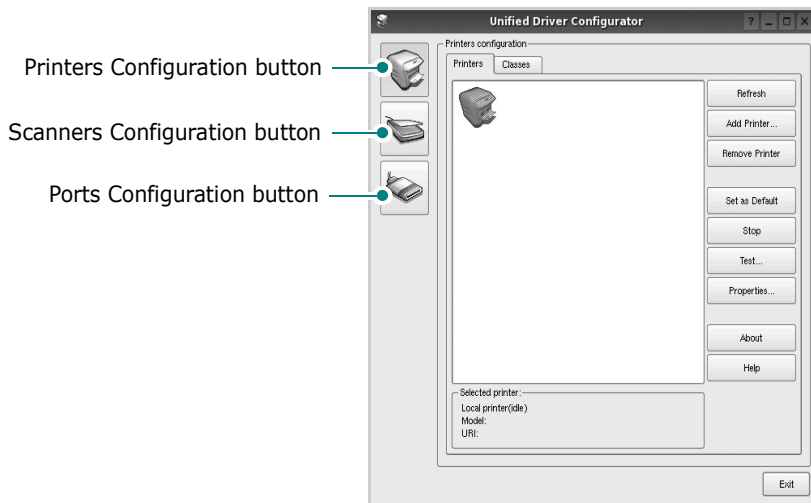 Unified Driver Configurator
Printers Configuration button
Scanners Configuration button
Ports Configuration button
Printers configuration
Printers
Classes
Refresh
Add Printer...
Remove Printer
Set as Default
Stop
Test...
Properties...
About
Help
Selected printer:
Local printer(idle)
Model:
URI:
Exit